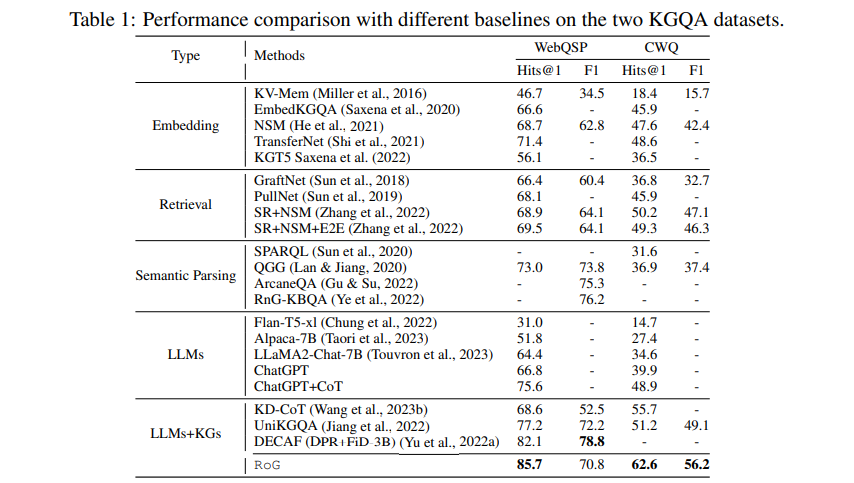 Table 1: Performance comparison with different baselines on the two KGQA datasets.
Type Methods WebQSP CWQ
Hits@1 F1 Hits@1 F1
Embedding
KV-Mem (Miller et al., 2016) 46.7 34.5 18.4 15.7
EmbedKGQA (Saxena et al., 2020) 66.6 - 45.9 -
NSM (He et al., 2021) 68.7 62.8 47.6 42.4
TransferNet (Shi et al., 2021) 71.4 - 48.6 -
KGT5 Saxena et al. (2022) 56.1 - 36.5 -
Retrieval
GraftNet (Sun et al., 2018) 66.4 60.4 36.8 32.7
PullNet (Sun et al., 2019) 68.1 - 45.9 -
SR+NSM (Zhang et al., 2022) 68.9 64.1 50.2 47.1
SR+NSM+E2E (Zhang et al., 2022) 69.5 64.1 49.3 46.3
Semantic Parsing
SPARQL (Sun et al., 2020) - - 31.6 -
QGG (Lan & Jiang, 2020) 73.0 73.8 36.9 37.4
ArcaneQA (Gu & Su, 2022) - 75.3 - -
RnG-KBQA (Ye et al., 2022) - 76.2 - -
LLMs
Flan-T5-xl (Chung et al., 2022) 31.0 - 14.7 -
Alpaca-7B (Taori et al., 2023) 51.8 - 27.4 -
LLaMA2-Chat-7B (Touvron et al., 2023) 64.4 - 34.6 -
ChatGPT 66.8 - 39.9 -
ChatGPT+CoT 75.6 - 48.9 -
LLMs+KGs
KD-CoT (Wang et al., 2023b) 68.6 52.5 55.7 -
UniKGQA (Jiang et al., 2022) 77.2 72.2 51.2 49.1
DECAF (DPR+FiD-3B) (Yu et al., 2022a) 82.1 78.8 - -
RoG 85.7 70.8 62.6 56.2